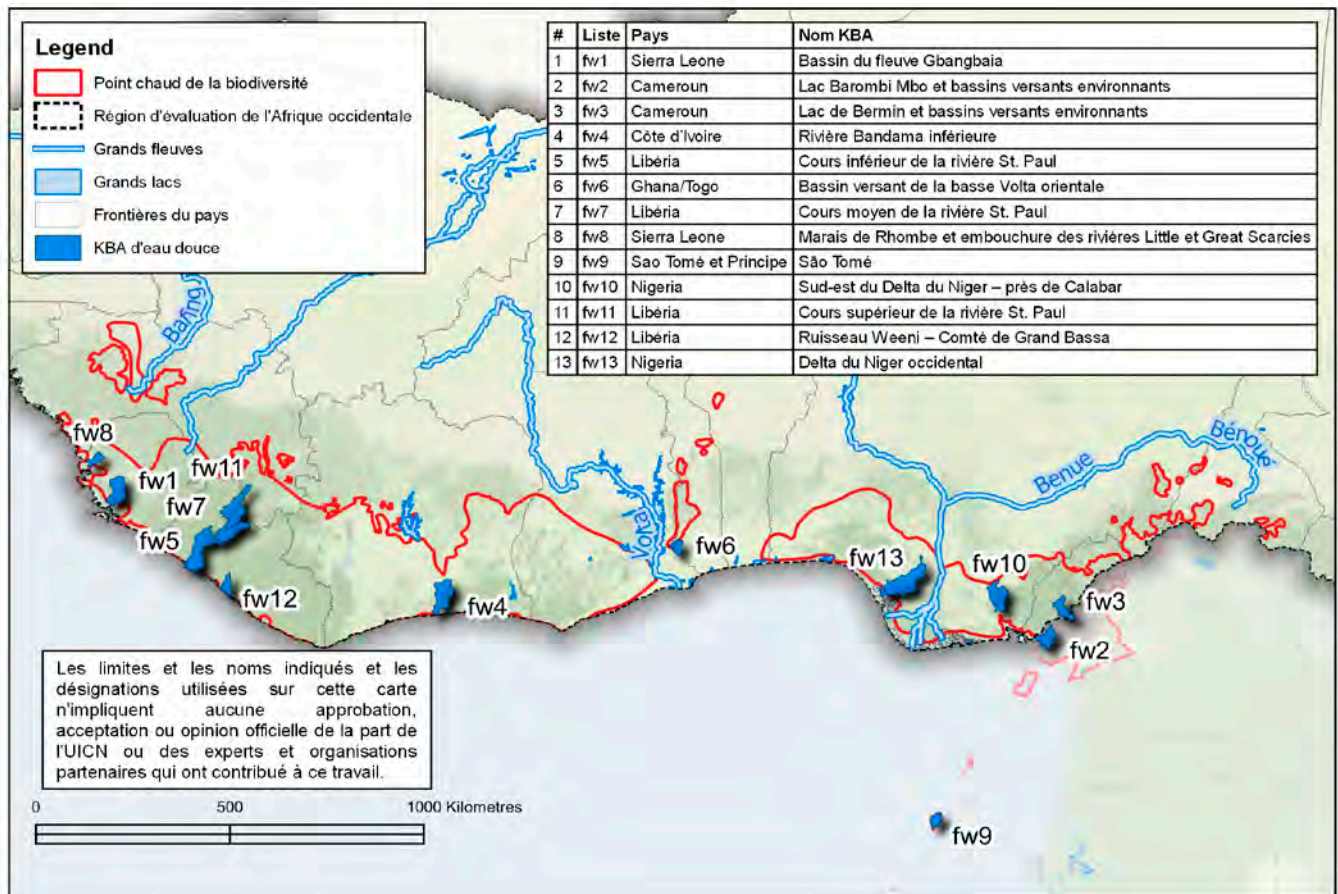 Legend
Point chaud de la biodiversité
Région d'évaluation de l'Afrique occidentale
Grands fleuves
Grands lacs
Frontières du pays
KBA d'eau douce
# Liste Pays Nom KBA
1 fw1 Sierra Leone Bassin du fleuve Gbangbaia
2 fw2 Cameroun Lac Barombi Mbo et bassins versants environnants
3 fw3 Cameroun Lac de Bermin et bassins versants environnants
4 fw4 Côte d'Ivoire Rivière Bandama inférieure
5 fw5 Libéria Cours inférieur de la rivière St. Paul
6 fw6 Ghana/Togo Bassin versant de la basse Volta orientale
7 fw7 Libéria Cours moyen de la rivière St. Paul
8 fw8 Sierra Leone Marais de Rhombe et embouchure des rivières Little et Great Scarcies
9 fw9 Sao Tomé et Principe São Tomé
10 fw10 Nigeria Sud-est du Delta du Niger – près de Calabar
11 fw11 Libéria Cours supérieur de la rivière St. Paul
12 fw12 Libéria Ruisseau Weeni – Comté de Grand Bassa
13 fw13 Nigeria Delta du Niger occidental
Bafing
fw8
fw1
fw11
fw7
fw5
fw12
fw4
Volta
fw6
fw13
Benue
Bénoué
fw10
fw3
fw2
fw9
Les limites et les noms indiqués et les
désignations utilisées sur cette carte
n'impliquent aucune approbation,
acceptation ou opinion officielle de la part de
l'UICN ou des experts et organisations
partenaires qui ont contribué à ce travail.
0 500 1000 Kilometres